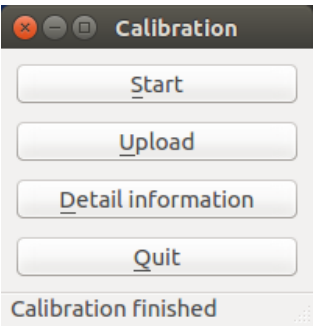 Calibration
Start
Upload
Detail information
Quit
Calibration finished